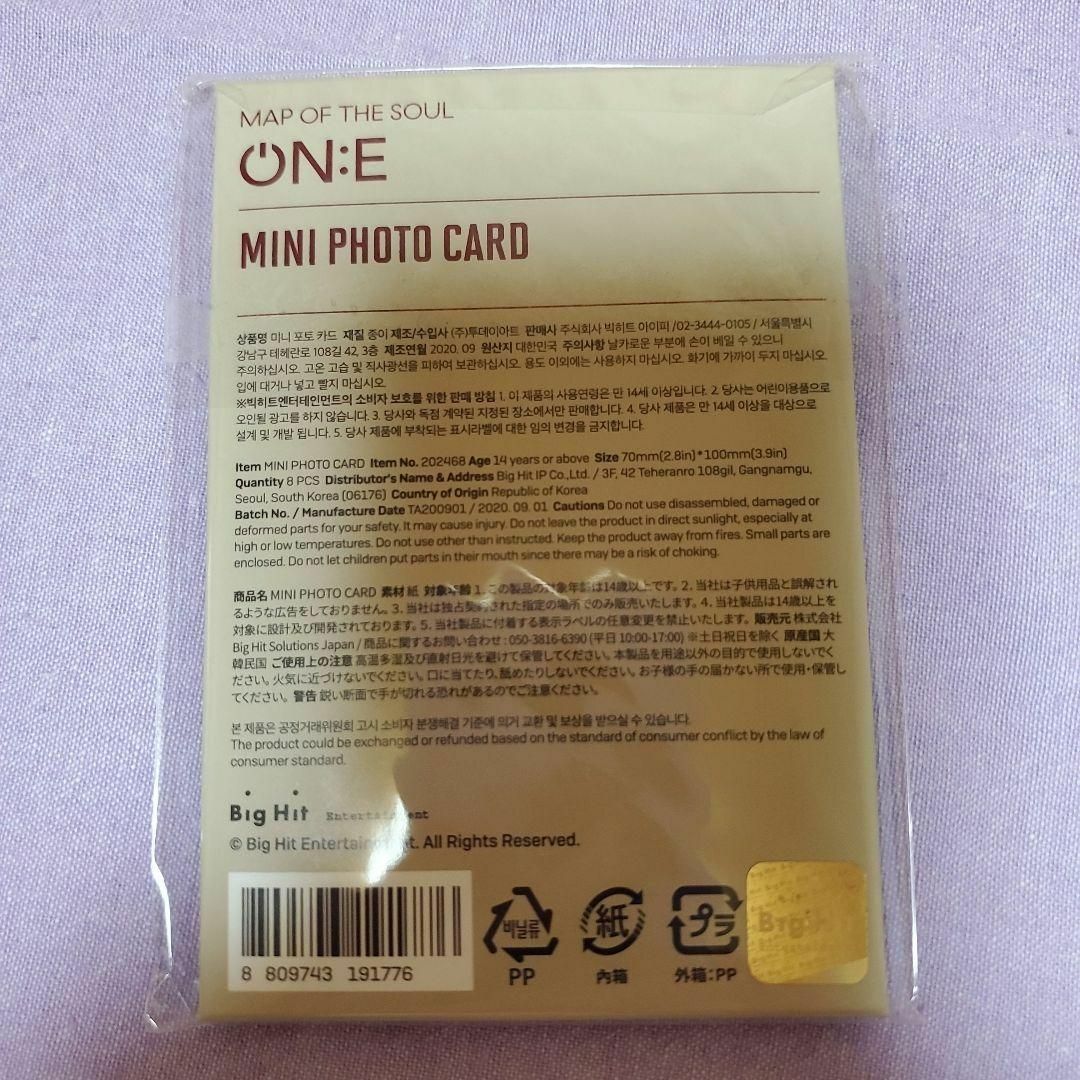 MAP OF THE SOUL
ON:E
MINI PHOTO CARD
상품명 미니 포토 카드 재질 종이 제조/수입사 (주)투데이아트 판매사 주식회사 빅히트 아이피 /02-3444-0105 / 서울특별시
강남구 테헤란로 108길 42, 3층 제조연월 2020. 09 원산지 대한민국 주의사항 날카로운 부분에 손이 베일 수 있으니
주의하십시오. 고온 고습 및 직사광선을 피하여 보관하십시오. 용도 이외에는 사용하지 마십시오. 화기에 가까이 두지 마십시오.
입에 대거나 넣고 빨지 마십시오.
※빅히트엔터테인먼트의 소비자 보호를 위한 판매 방침 1. 이 제품의 사용연령은 만 14세 이상입니다. 2. 당사는 어린이용품으로
오인될 광고를 하지 않습니다. 3. 당사와 독점 계약된 지정된 장소에서만 판매합니다. 4. 당사 제품은 만 14세 이상을 대상으로
설계 및 개발 됩니다. 5. 당사 제품에 부착되는 표시라벨에 대한 임의 변경을 금지합니다.
Item MINI PHOTO CARD Item No. 202468 Age 14 years or above Size 70mm(2.8in)*100mm(3.9in)
Quantity 8 PCS Distributor's Name & Address Big Hit IP Co.,Ltd. / 3F, 42 Teheranro 108gil, Gangnamgu,
Seoul, South Korea (06176) Country of Origin Republic of Korea
Batch No. / Manufacture Date TA200901 / 2020. 09. 01 Cautions Do not use disassembled, damaged or
deformed parts for your safety. It may cause injury. Do not leave the product in direct sunlight, especially at
high or low temperatures. Do not use other than instructed. Keep the product away from fires. Small parts are
enclosed. Do not let children put parts in their mouth since there may be a risk of choking.
商品名 MINI PHOTO CARD 素材 紙 対象年齢 1. この製品の対象年齢は14歳以上です。2. 当社は子供用品と誤解され
るような広告をしておりません。3. 当社は独占契約された指定の場所でのみ販売いたします。4. 当社製品は14歳以上を
対象に設計及び開発されております。5. 当社製品に付着する表示ラベルの任意変更を禁止いたします。販売元 株式会社
Big Hit Solutions Japan / 商品に関するお問い合わせ : 050-3816-6390 (平日 10:00-17:00) ※土日祝日を除く 原産国 大
韓民国 ご使用上の注意 高温多湿及び直射日光を避けて保管してください。本製品を用途以外の目的で使用しないでく
ださい。火気に近づけないでください。口に当てたり、舐めたりしないでください。お子様の手の届かない所で使用・保管し
てください。警告 鋭い断面で手が切れる恐れがあるのでご注意ください。
본 제품은 공정거래위원회 고시 소비자 분쟁해결 기준에 의거 교환 및 보상을 받으실 수 있습니다.
The product could be exchanged or refunded based on the standard of consumer conflict by the law of
consumer standard.
Big Hit Entertainment
© Big Hit Entertainment. All Rights Reserved.
8 809743 191776
비닐류
PP
紙
内箱
プラ
外箱:PP
Big Hit